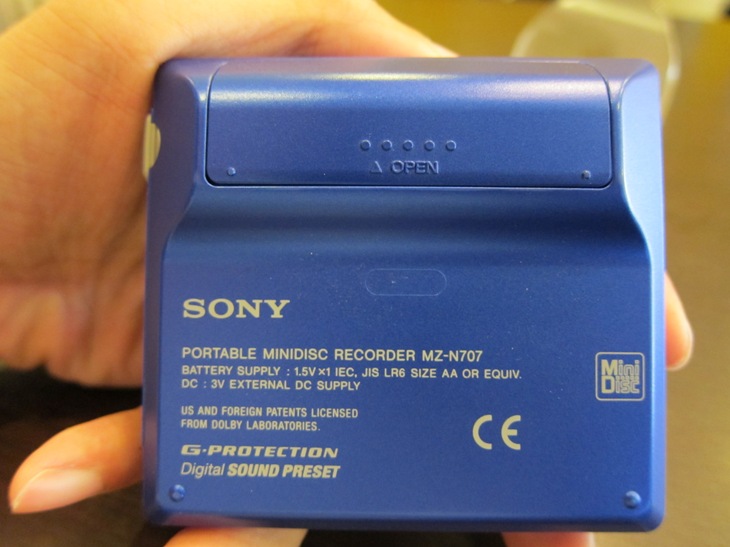 △ OPEN
SONY
PORTABLE MINIDISC RECORDER MZ-N707
BATTERY SUPPLY : 1.5V×1 IEC, JIS LR6 SIZE AA OR EQUIV.
DC : 3V EXTERNAL DC SUPPLY
Mini
Disc
US AND FOREIGN PATENTS LICENSED
FROM DOLBY LABORATORIES.
CE
G-PROTECTION
Digital SOUND PRESET